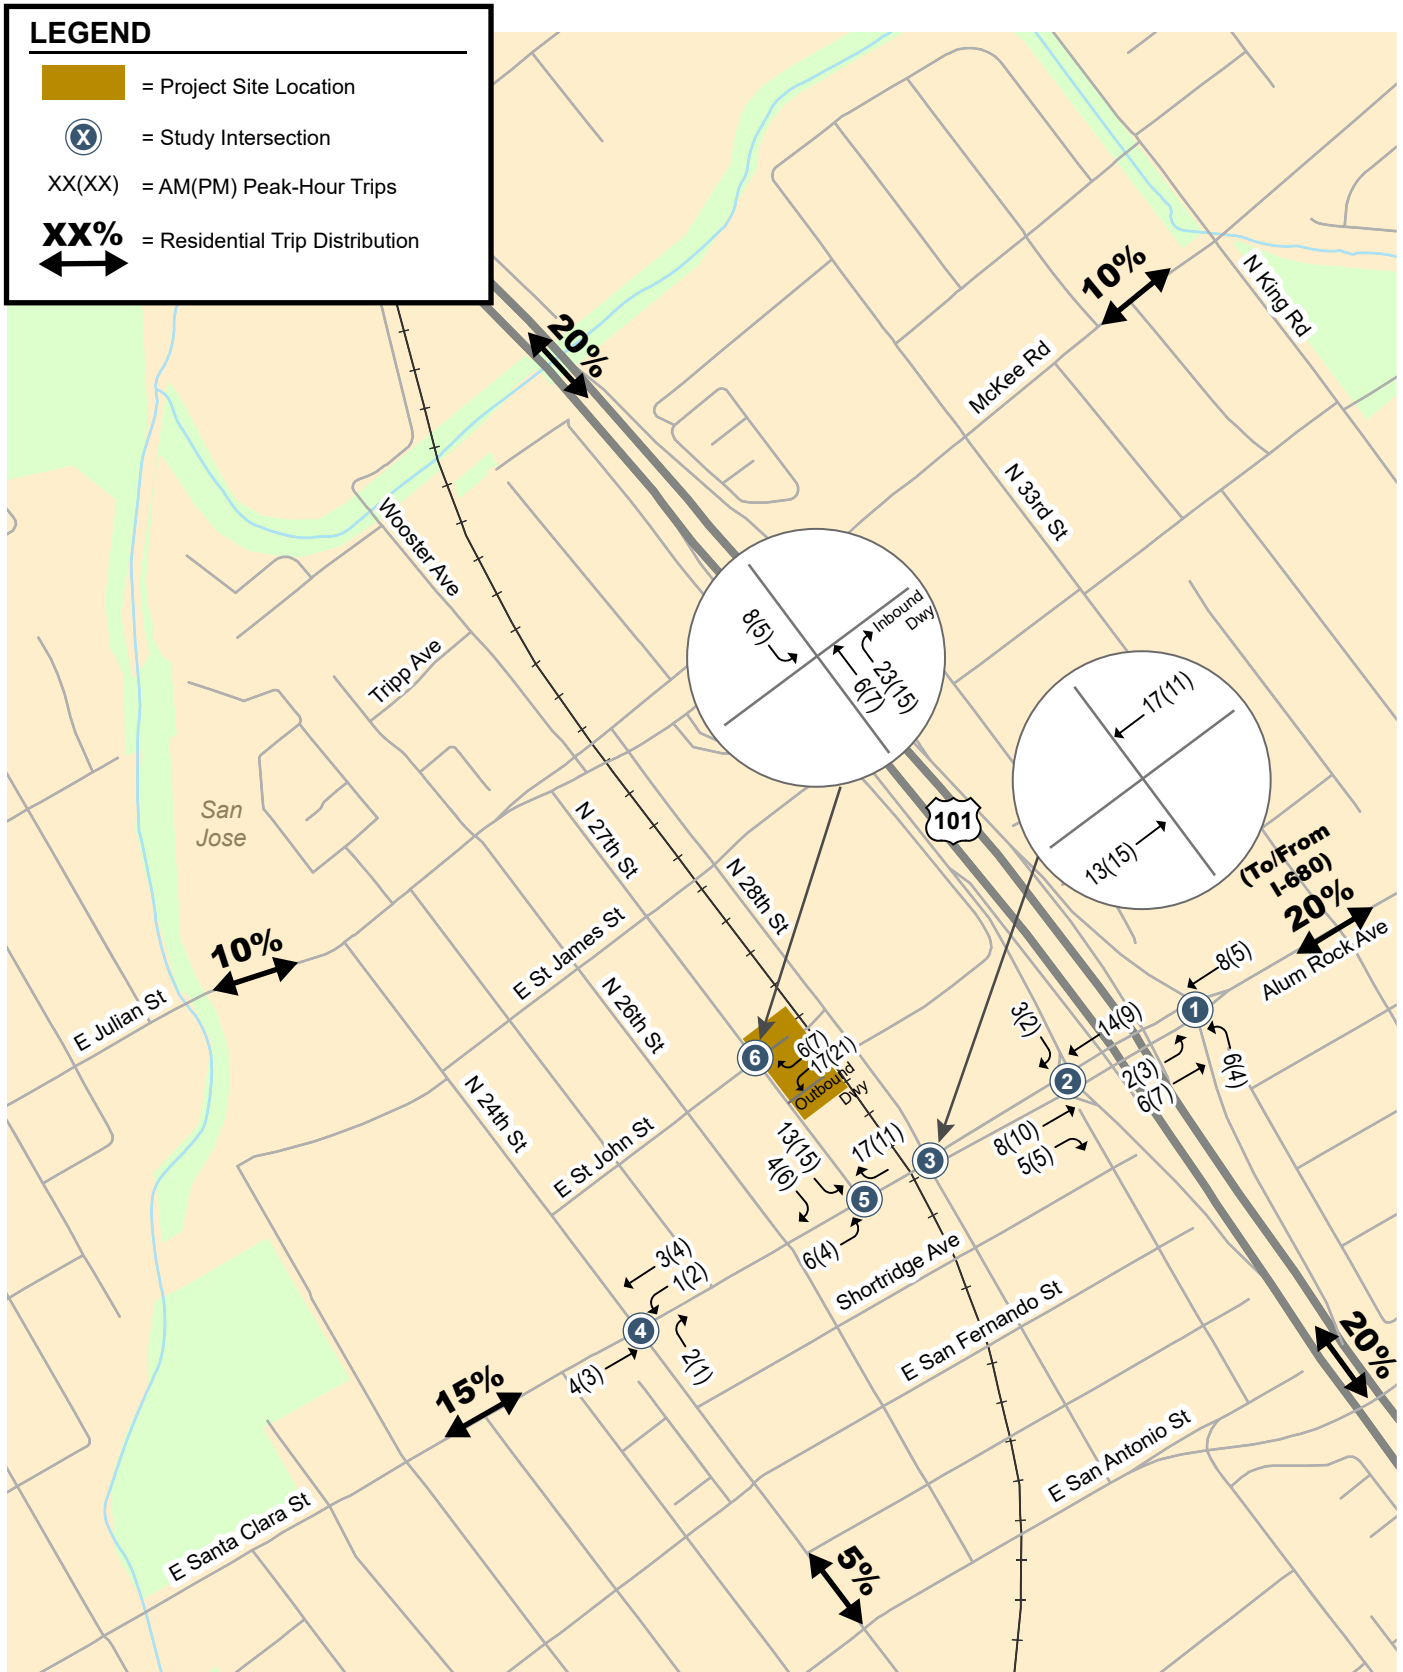 LEGEND
= Project Site Location
X
= Study Intersection
XX(XX)
= AM(PM) Peak-Hour Trips
XX%
= Residential Trip Distribution
20%
10%
N King Rd
McKee Rd
N 33rd St
Wooster Ave
Tripp Ave
8(5)
Inbound
Dwy
23(15)
6(7)
17(11)
13(15)
101
San
Jose
N 27th St
N 28th St
(To/From
I-680)
20%
Alum Rock Ave
10%
E Julian St
E St James St
N 26th St
8(5)
1
3(2)
14(9)
2
2(3)
6(7)
6(4)
6
6(7)
17(21)
Outbound
Dwy
N 24th St
E St John St
13(15)
4(6)
17(11)
3
8(10)
5(5)
5
6(4)
Shortridge Ave
3(4)
1(2)
4
4(3)
2(1)
E San Fernando St
20%
15%
E San Antonio St
E Santa Clara St
5%